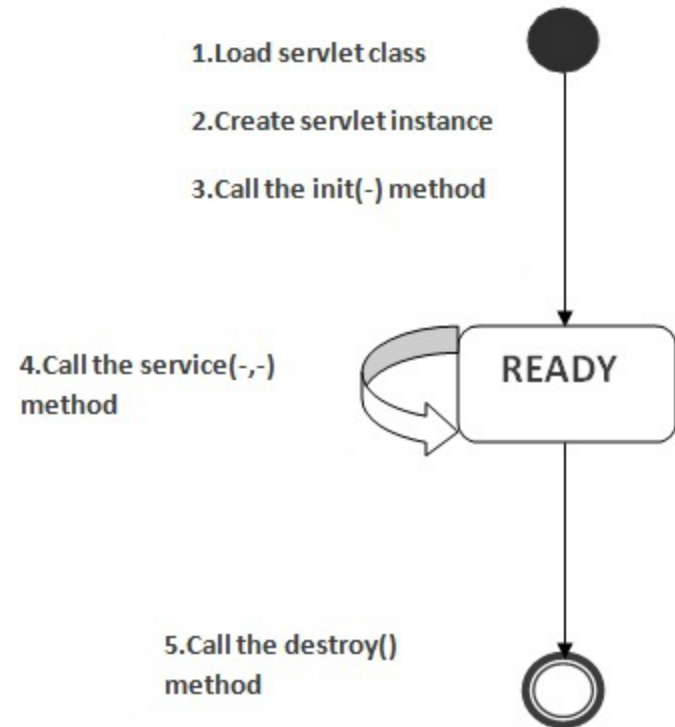 1.Load servlet class
2.Create servlet instance
3.Call the init(-) method
4.Call the service(-,-)
method
READY
5.Call the destroy()
method